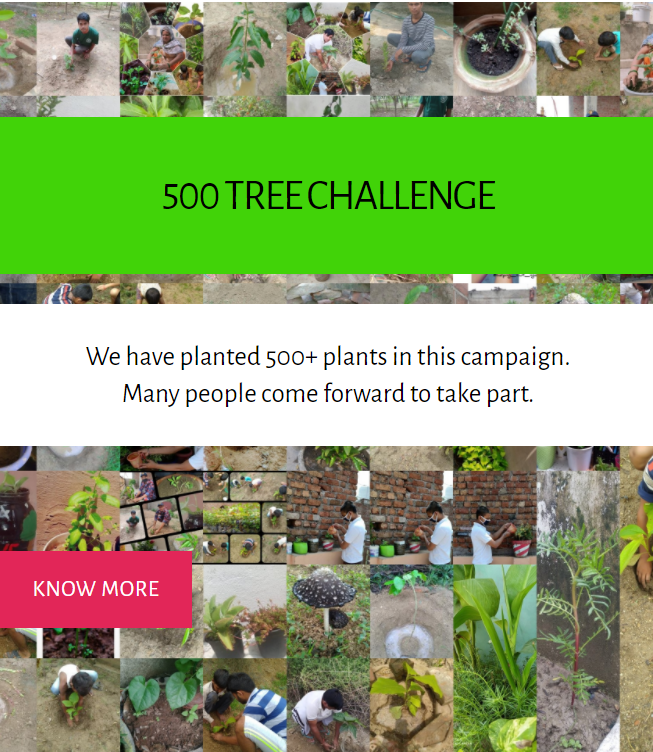 500 TREE CHALLENGE
We have planted 500+ plants in this campaign.
Many people come forward to take part.
KNOW MORE